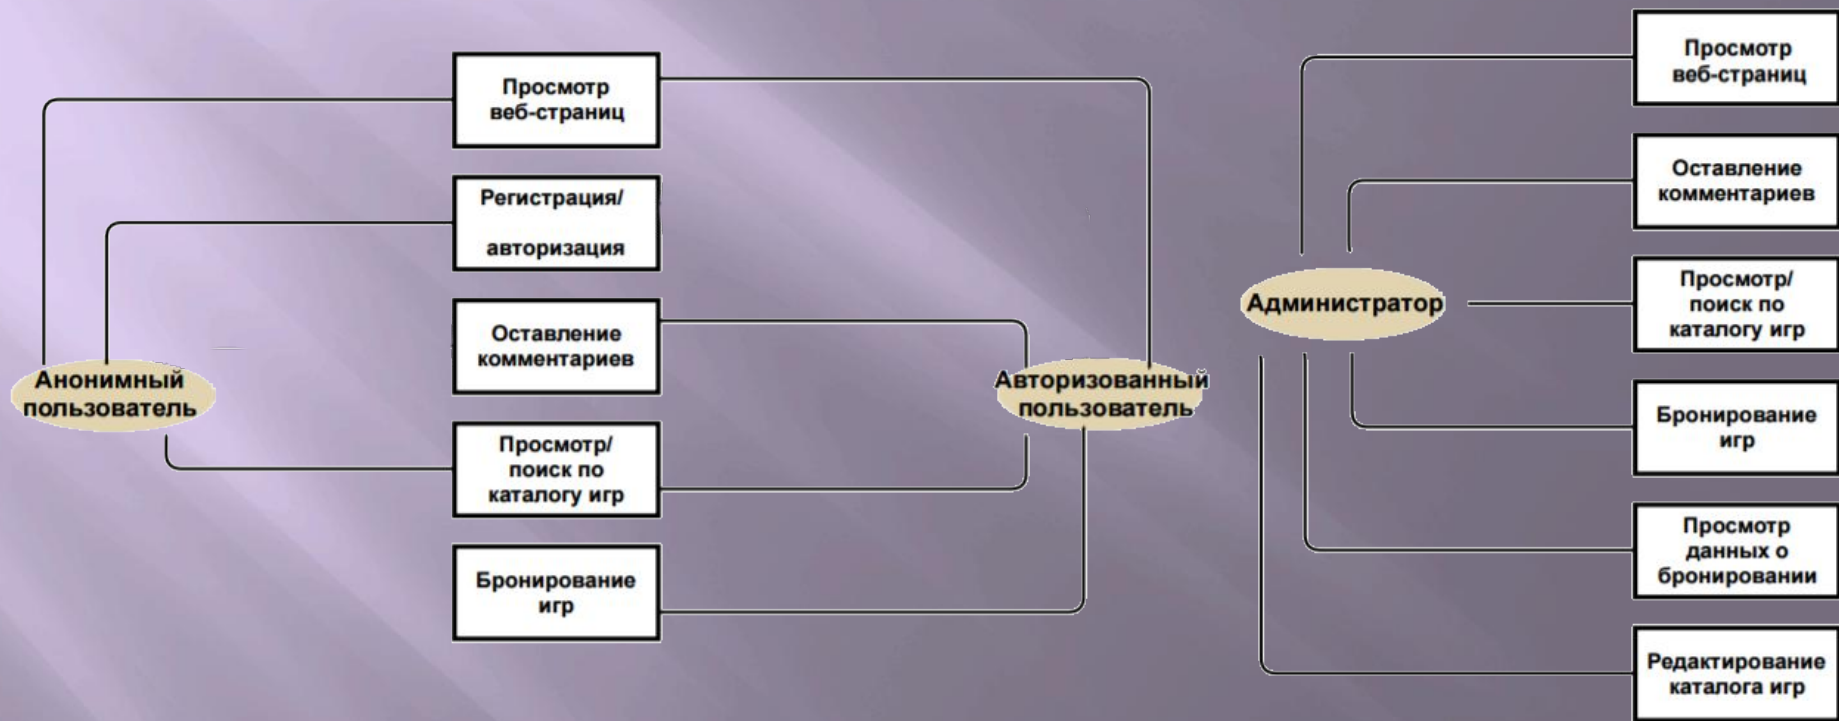 Просмотр
веб-страниц
Регистрация/
авторизация
Оставление
комментариев
Просмотр/
поиск по
каталогу игр
Бронирование
игр
Анонимный
пользователь
Авторизованный
пользователь
Администратор
Просмотр
веб-страниц
Оставление
комментариев
Просмотр/
поиск по
каталогу игр
Бронирование
игр
Просмотр
данных о
бронировании
Редактирование
каталога игр